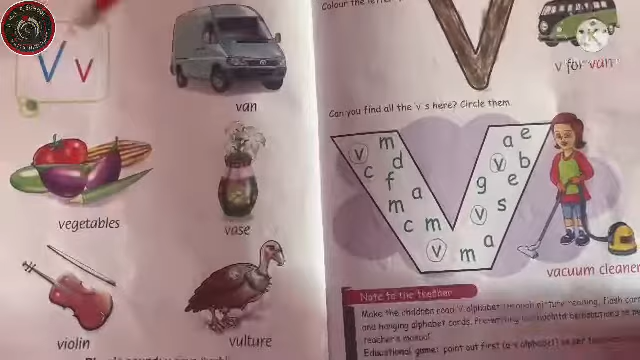 V v
van
vegetables
vase
violin
vulture
Colour the letter
v for van
Can you find all the v s here? Circle them
v m
c d
f
m a
c m
v
m a
v s
g e
v b
a e
vacuum cleaner
Note to the teacher
Make the children read V alphabet through picture reading, flash
and hanging alphabet cards.
teacher's manual
Educational game: point out first
K